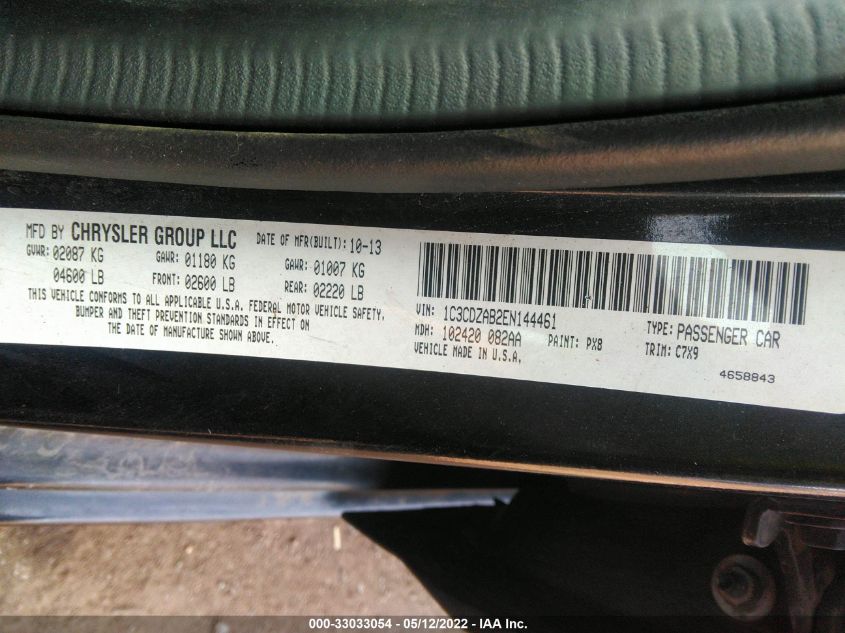 MFD BY CHRYSLER GROUP LLC DATE OF MFR(BUILT): 10-13
GVWR: 02087 KG GAWR: 01180 KG GAWR: 01007 KG
04600 LB FRONT: 02600 LB REAR: 02220 LB
THIS VEHICLE CONFORMS TO ALL APPLICABLE U.S.A. FEDERAL MOTOR VEHICLE SAFETY,
BUMPER AND THEFT PREVENTION STANDARDS IN EFFECT ON
THE DATE OF MANUFACTURE SHOWN ABOVE.
VIN: 1C3CDZAB2EN144461 TYPE: PASSENGER CAR
MDH: 102420 082AA PAINT: PX8 TRIM: C7X9
VEHICLE MADE IN U.S.A.
4658843
000-33033054 - 05/12/2022 - IAA Inc.